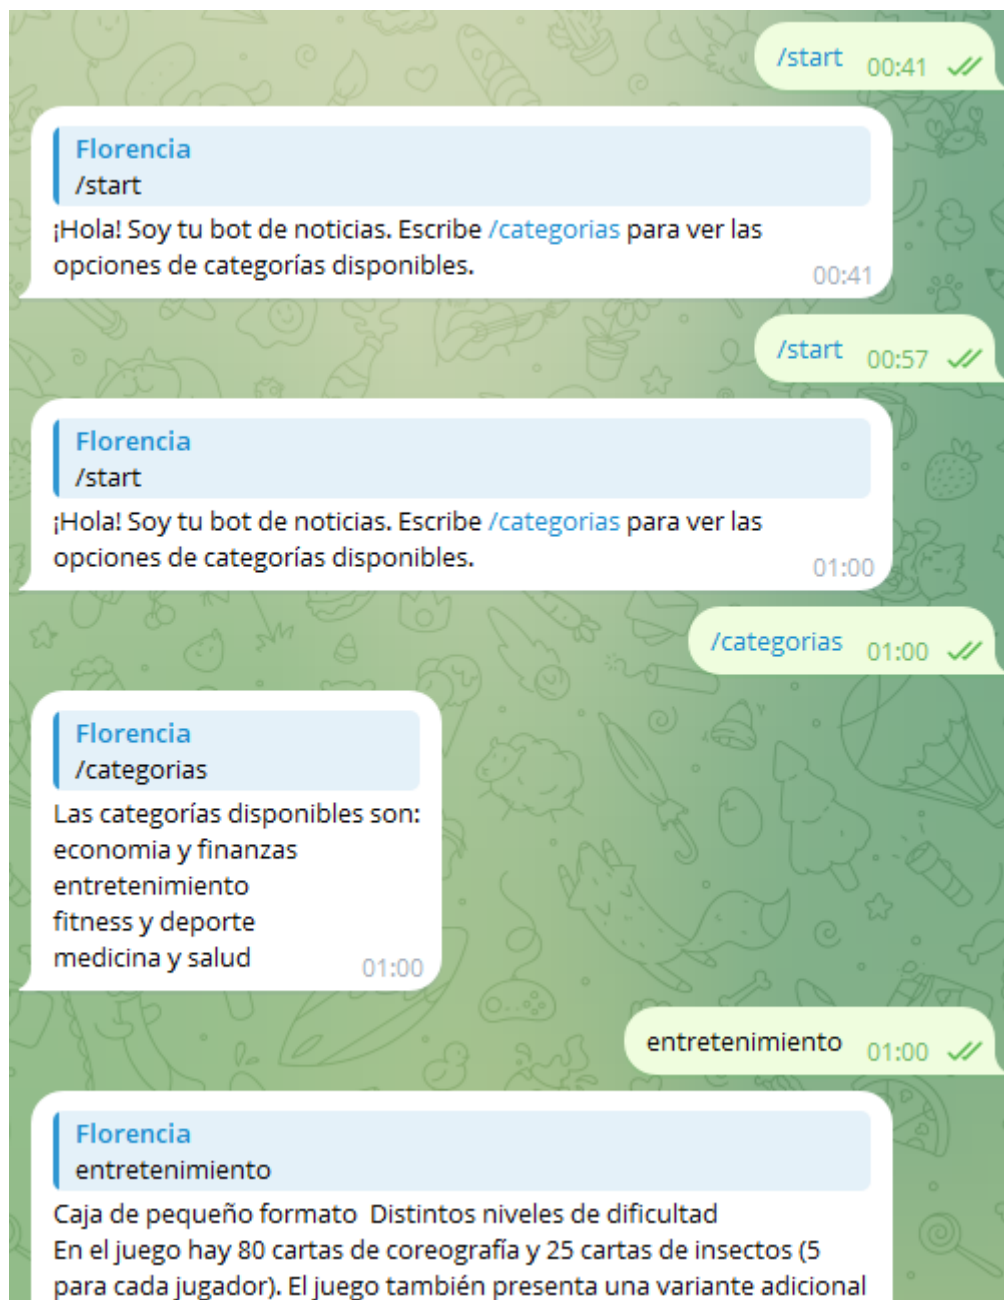 /start 00:41
Florencia
/start
¡Hola! Soy tu bot de noticias. Escribe /categorias para ver las
opciones de categorías disponibles.
00:41
/start 00:57
Florencia
/start
¡Hola! Soy tu bot de noticias. Escribe /categorias para ver las
opciones de categorías disponibles.
01:00
/categorias 01:00
Florencia
/categorias
Las categorías disponibles son:
economia y finanzas
entretenimiento
fitness y deporte
medicina y salud
01:00
entretenimiento 01:00
Florencia
entretenimiento
Caja de pequeño formato  Distintos niveles de dificultad
En el juego hay 80 cartas de coreografía y 25 cartas de insectos (5
para cada jugador). El juego también presenta una variante adicional